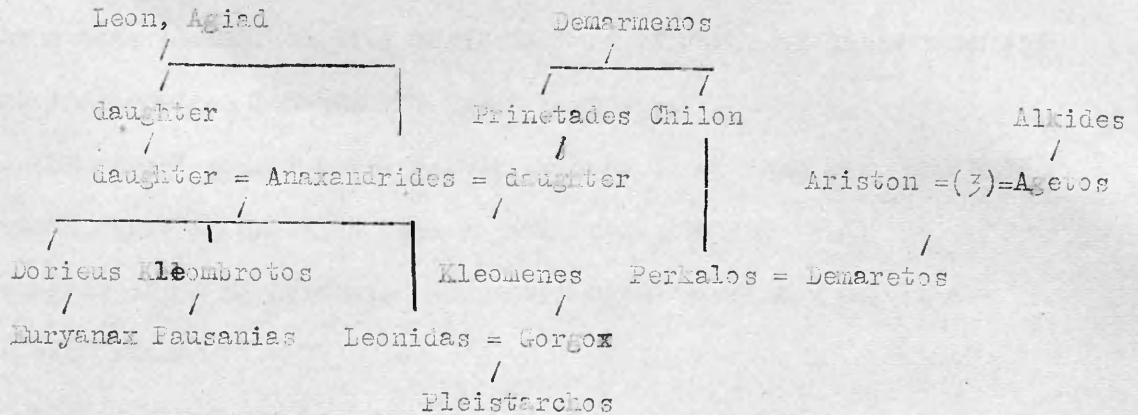 Leon, Agiad Demarmenos
daughter Prinetades Chilon Alkides
daughter = Anaxandrides = daughter Ariston =(3)=Agetos
Dorieus Kleombrotos Kleomenes Perkalos = Demaretos
Euryanax Pausanias Leonidas = Gorgox
Pleistarchos